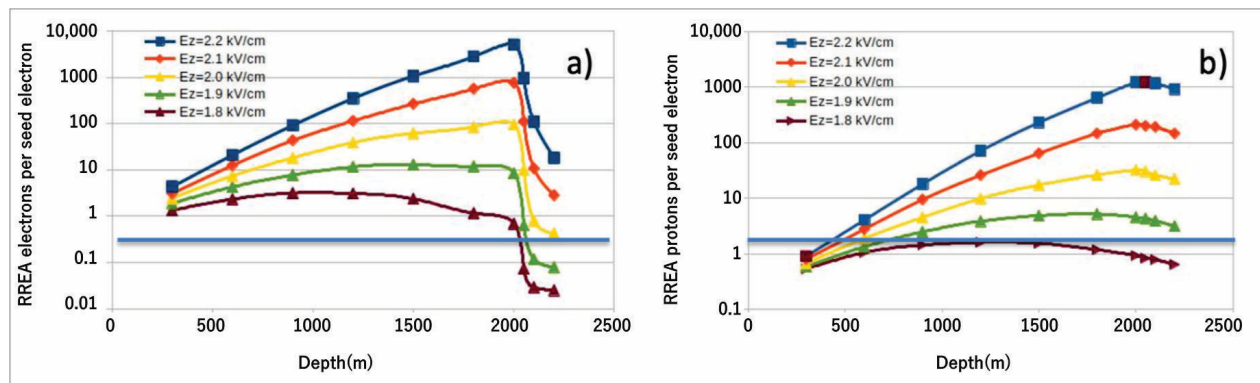 RREA electrons per seed electron
10,000
1000
100
10
1
0.1
0.01
Ez=2.2 kV/cm
Ez=2.1 kV/cm
Ez=2.0 kV/cm
Ez=1.9 kV/cm
Ez=1.8 kV/cm
a)
0
500
1000
1500
2000
2500
Depth(m)
RREA protons per seed electron
10,000
1000
100
10
1
0.1
Ez=2.2 kV/cm
Ez=2.1 kV/cm
Ez=2.0 kV/cm
Ez=1.9 kV/cm
Ez=1.8 kV/cm
b)
0
500
1000
1500
2000
2500
Depth(m)